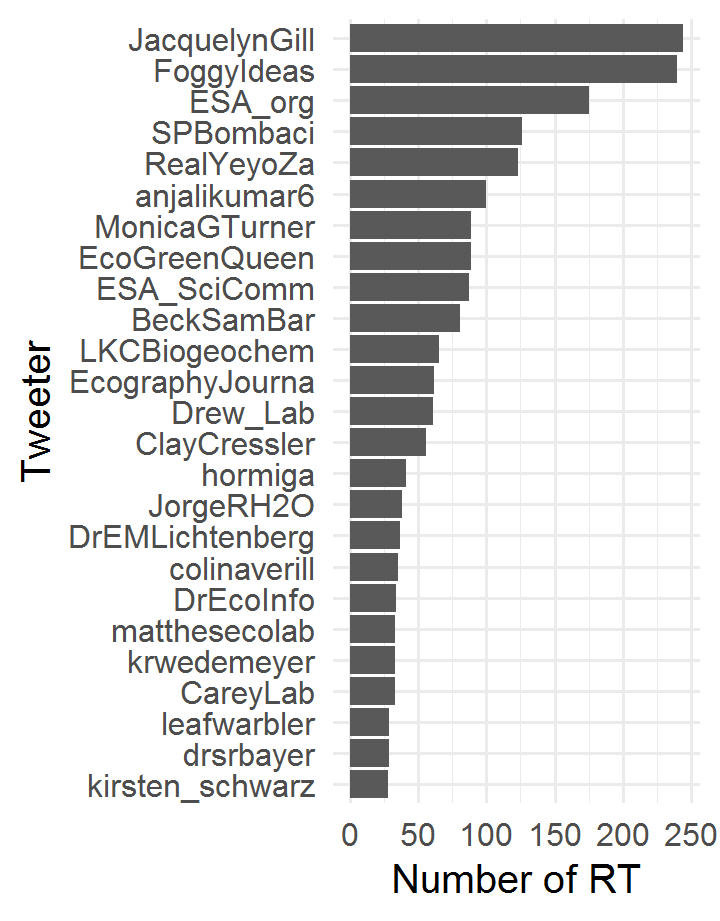 JacquelynGill
FoggyIdeas
ESA_org
SPBombaci
RealYeyoZa
anjalikumar6
MonicaGTurner
EcoGreenQueen
ESA_SciComm
BeckSamBar
LKCBiogeochem
EcographyJourna
Drew_Lab
ClayCressler
hormiga
JorgeRH2O
DrEMLichtenberg
colinaverill
DrEcoInfo
matthesecolab
krwedemeyer
CareyLab
leafwarbler
drsrbayer
kirsten_schwarz
Tweeter
0 50 100 150 200 250
Number of RT